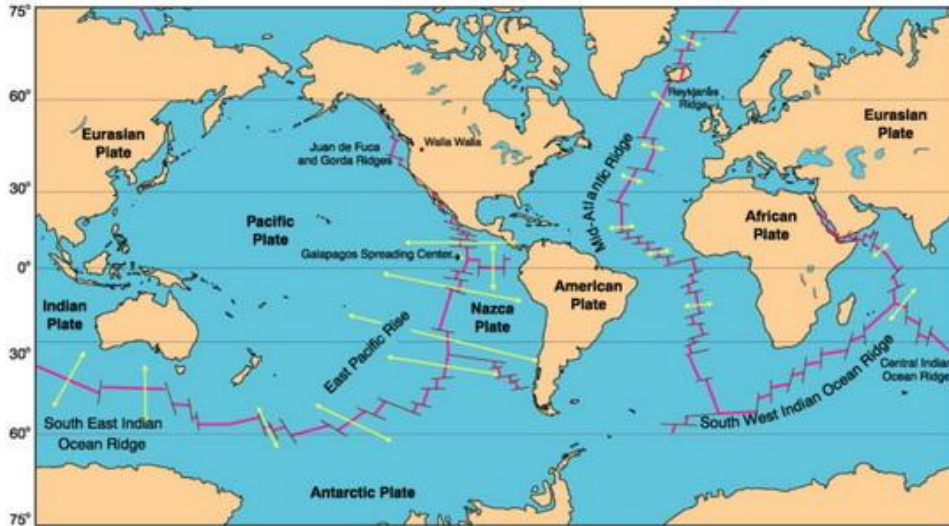 75°
60°
30°
0°
30°
60°
75°
Eurasian
Plate
Juan de Fuca
and Gorda Ridges
Walla Walla
Reykjanes
Ridge
Eurasian
Plate
Mid-Atlantic Ridge
Pacific
Plate
Galapagos Spreading Center
African
Plate
Indian
Plate
East Pacific Rise
Nazca
Plate
American
Plate
Central Indian
Ocean Ridge
South East Indian
Ocean Ridge
South West Indian Ocean Ridge
Antarctic Plate